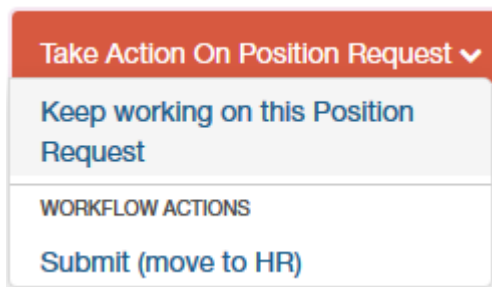 Take Action On Position Request
Keep working on this Position
Request
WORKFLOW ACTIONS
Submit (move to HR)